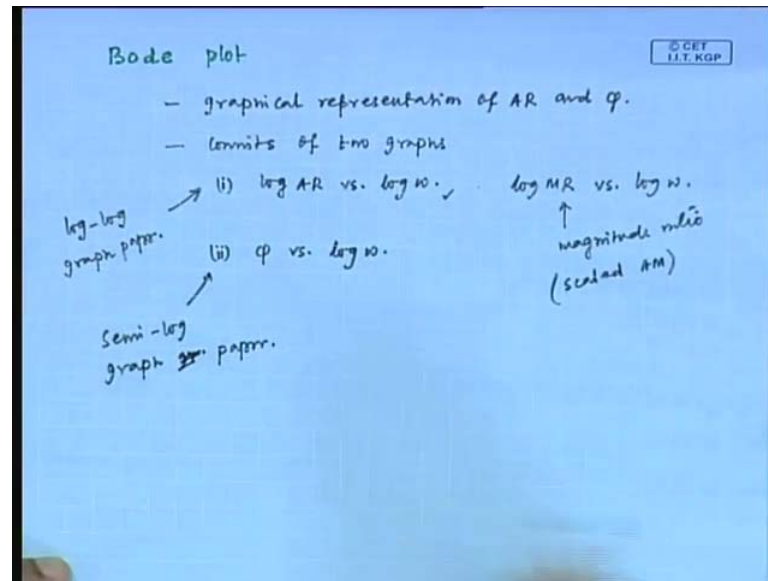 Bode plot
© CET
I.I.T. KGP
– graphical representation of AR and φ.
– consists of two graphs
(i) log AR vs. log ω.
log MR vs. log ω.
log-log
graph paper.
magnitude ratio
(scaled AM)
(ii) φ vs. log ω.
semi-log
graph paper.